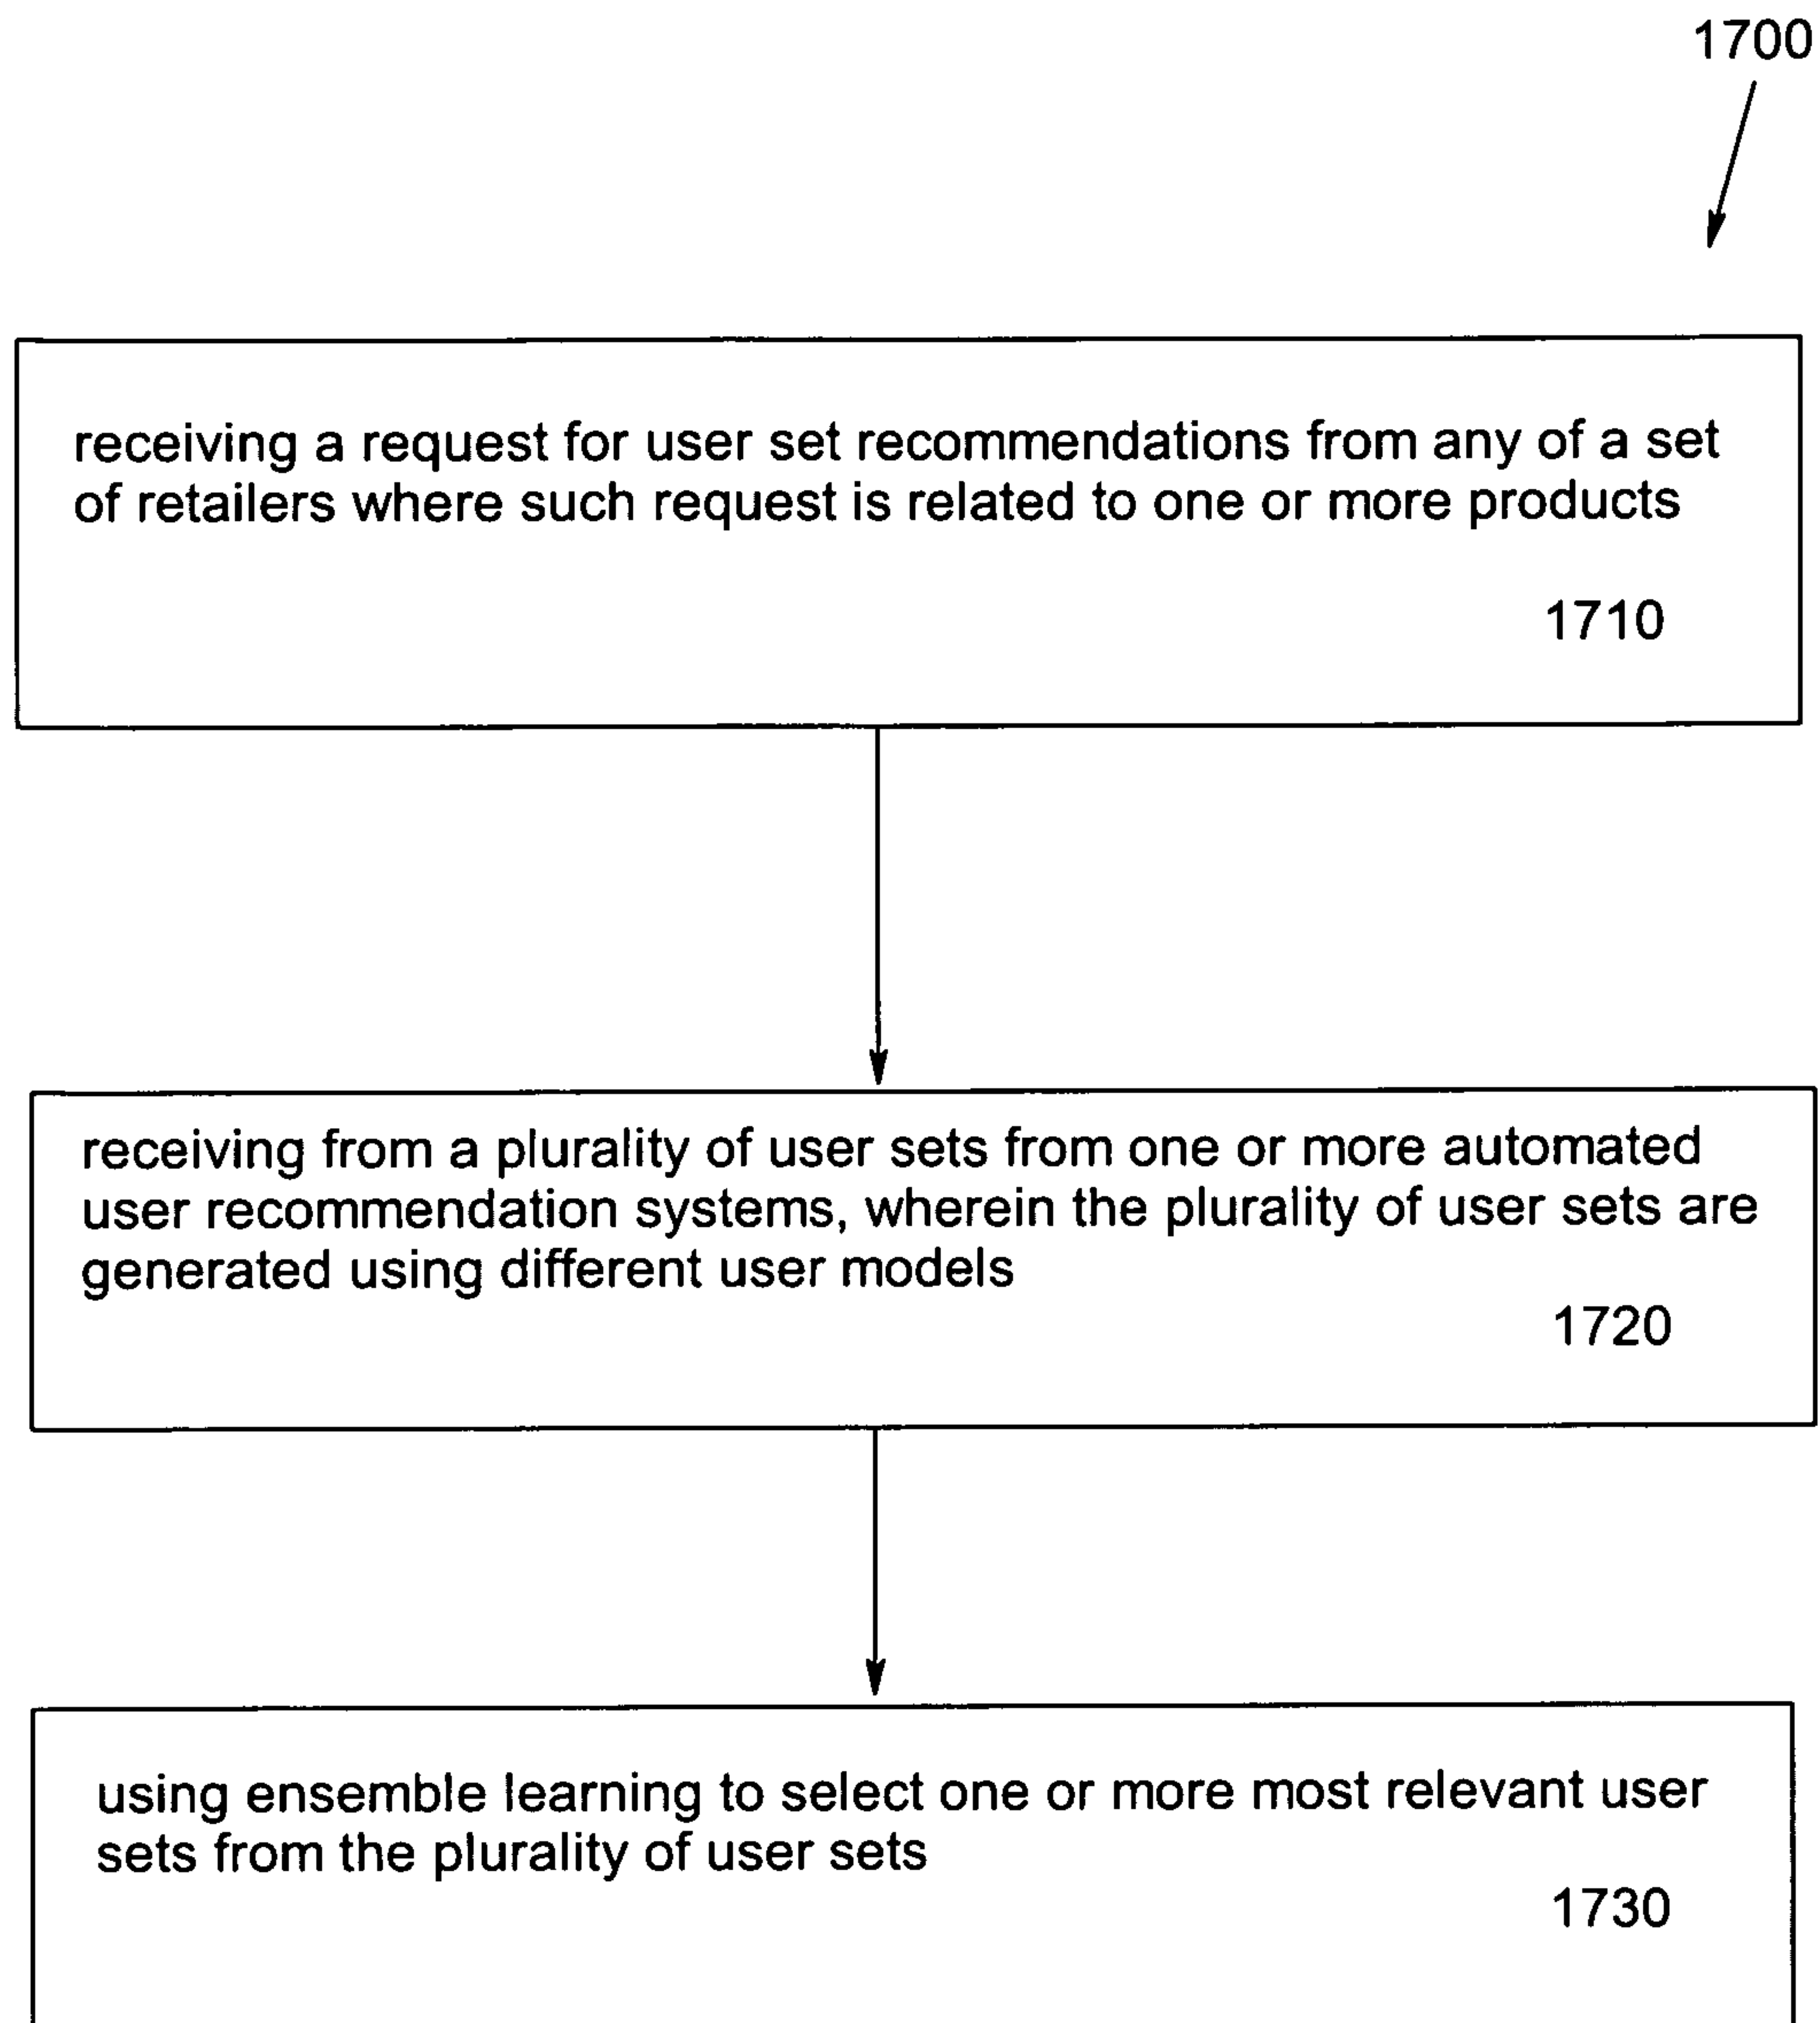 1700
receiving a request for user set recommendations from any of a set
of retailers where such request is related to one or more products
1710
receiving from a plurality of user sets from one or more automated
user recommendation systems, wherein the plurality of user sets are
generated using different user models
1720
using ensemble learning to select one or more most relevant user
sets from the plurality of user sets
1730